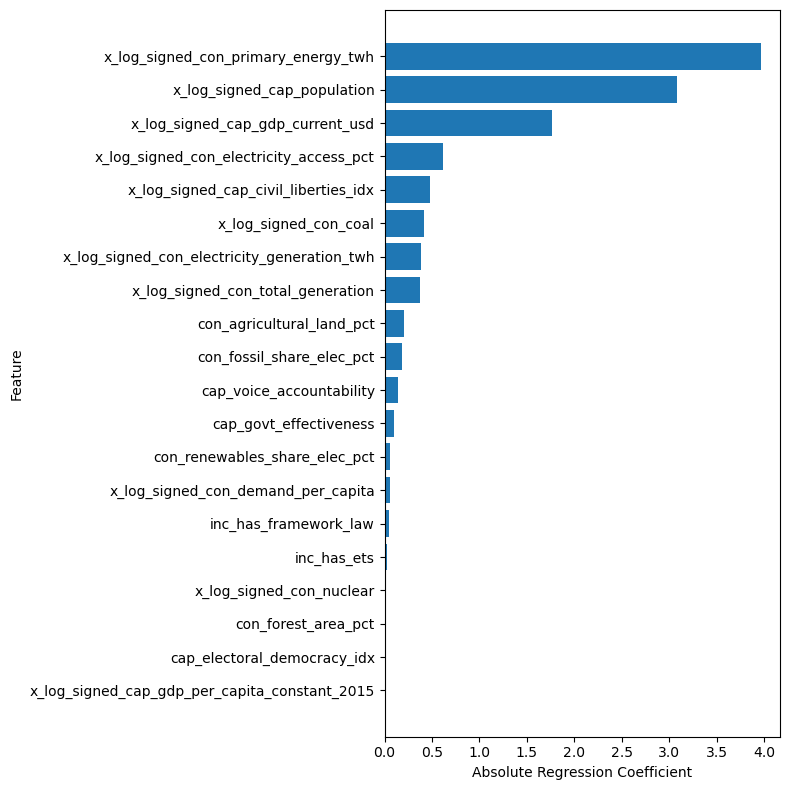 x_log_signed_con_primary_energy_twh
x_log_signed_cap_population
x_log_signed_cap_gdp_current_usd
x_log_signed_con_electricity_access_pct
x_log_signed_cap_civil_liberties_idx
x_log_signed_con_coal
x_log_signed_con_electricity_generation_twh
x_log_signed_con_total_generation
con_agricultural_land_pct
con_fossil_share_elec_pct
cap_voice_accountability
cap_govt_effectiveness
con_renewables_share_elec_pct
x_log_signed_con_demand_per_capita
inc_has_framework_law
inc_has_ets
x_log_signed_con_nuclear
con_forest_area_pct
cap_electoral_democracy_idx
x_log_signed_cap_gdp_per_capita_constant_2015
Feature
0.0 0.5 1.0 1.5 2.0 2.5 3.0 3.5 4.0
Absolute Regression Coefficient